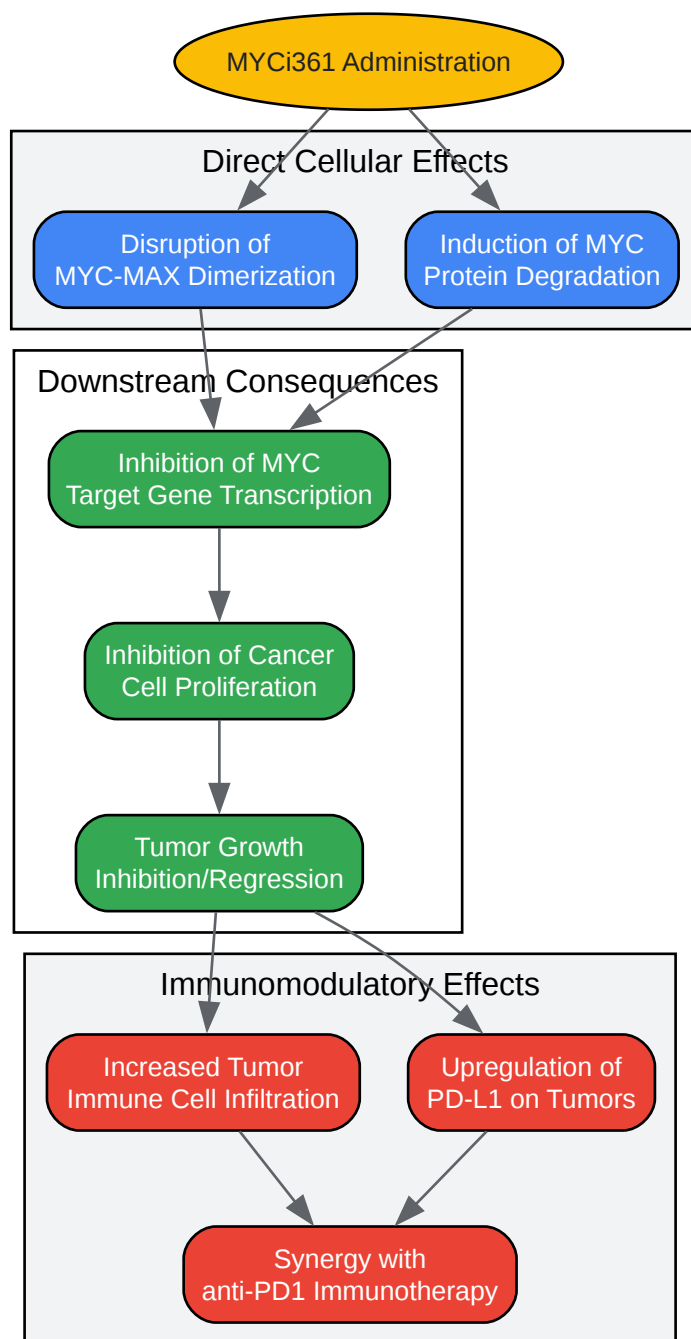 MYCi361 Administration
Direct Cellular Effects
Disruption of
MYC-MAX Dimerization
Induction of MYC
Protein Degradation
Downstream Consequences
Inhibition of MYC
Target Gene Transcription
Inhibition of Cancer
Cell Proliferation
Tumor Growth
Inhibition/Regression
Immunomodulatory Effects
Increased Tumor
Immune Cell Infiltration
Upregulation of
PD-L1 on Tumors
Synergy with
anti-PD1 Immunotherapy